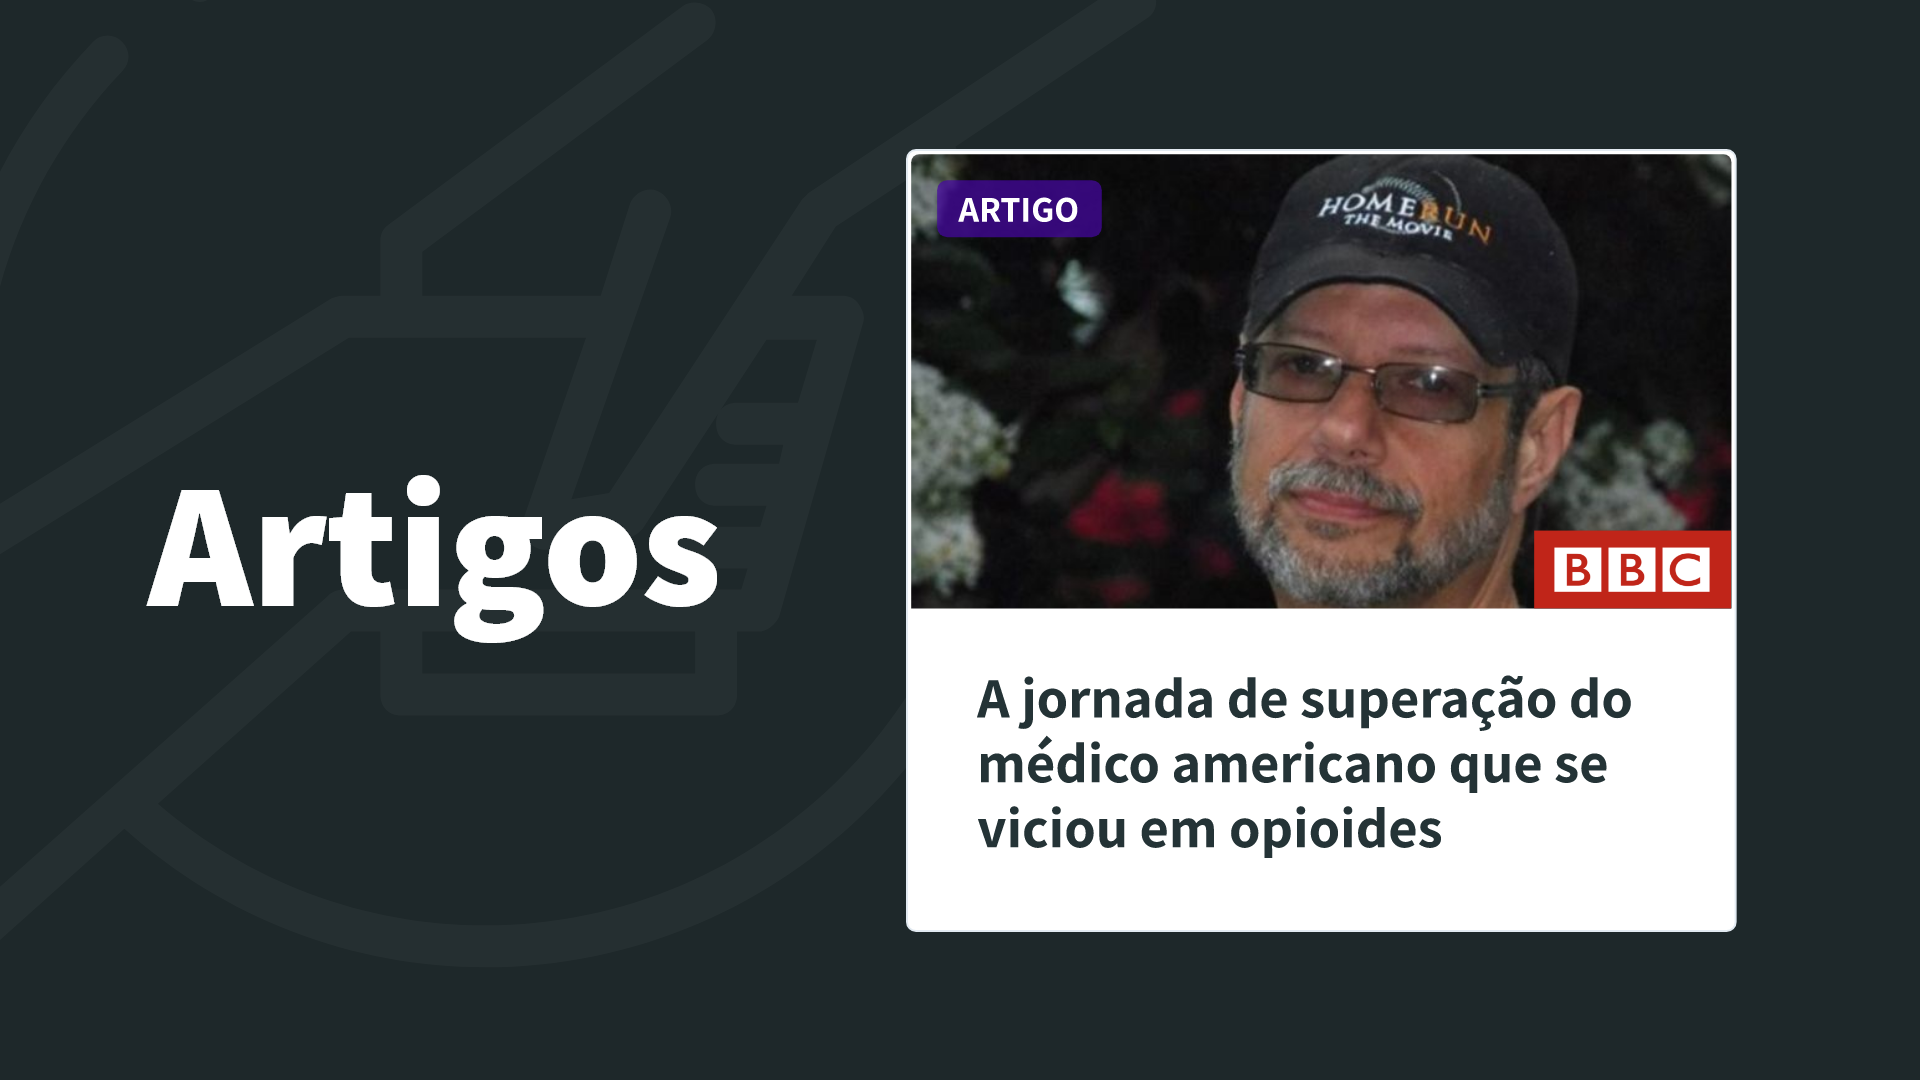 Artigos
ARTIGO
HOMERUN
THE MOVIE
BBC
A jornada de superação do
médico americano que se
viciou em opioides